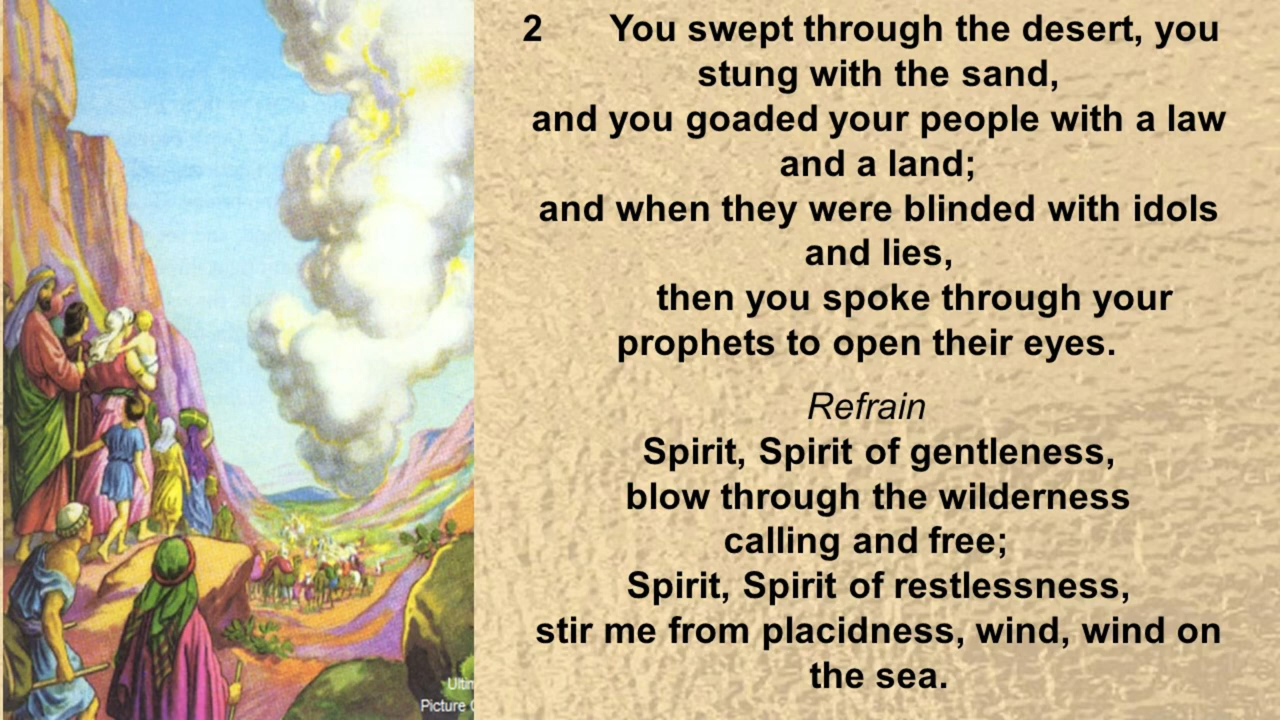 2 You swept through the desert, you
stung with the sand,
and you goaded your people with a law
and a land;
and when they were blinded with idols
and lies,
then you spoke through your
prophets to open their eyes.
Refrain
Spirit, Spirit of gentleness,
blow through the wilderness
calling and free;
Spirit, Spirit of restlessness,
stir me from placidness, wind, wind on
the sea.
Picture